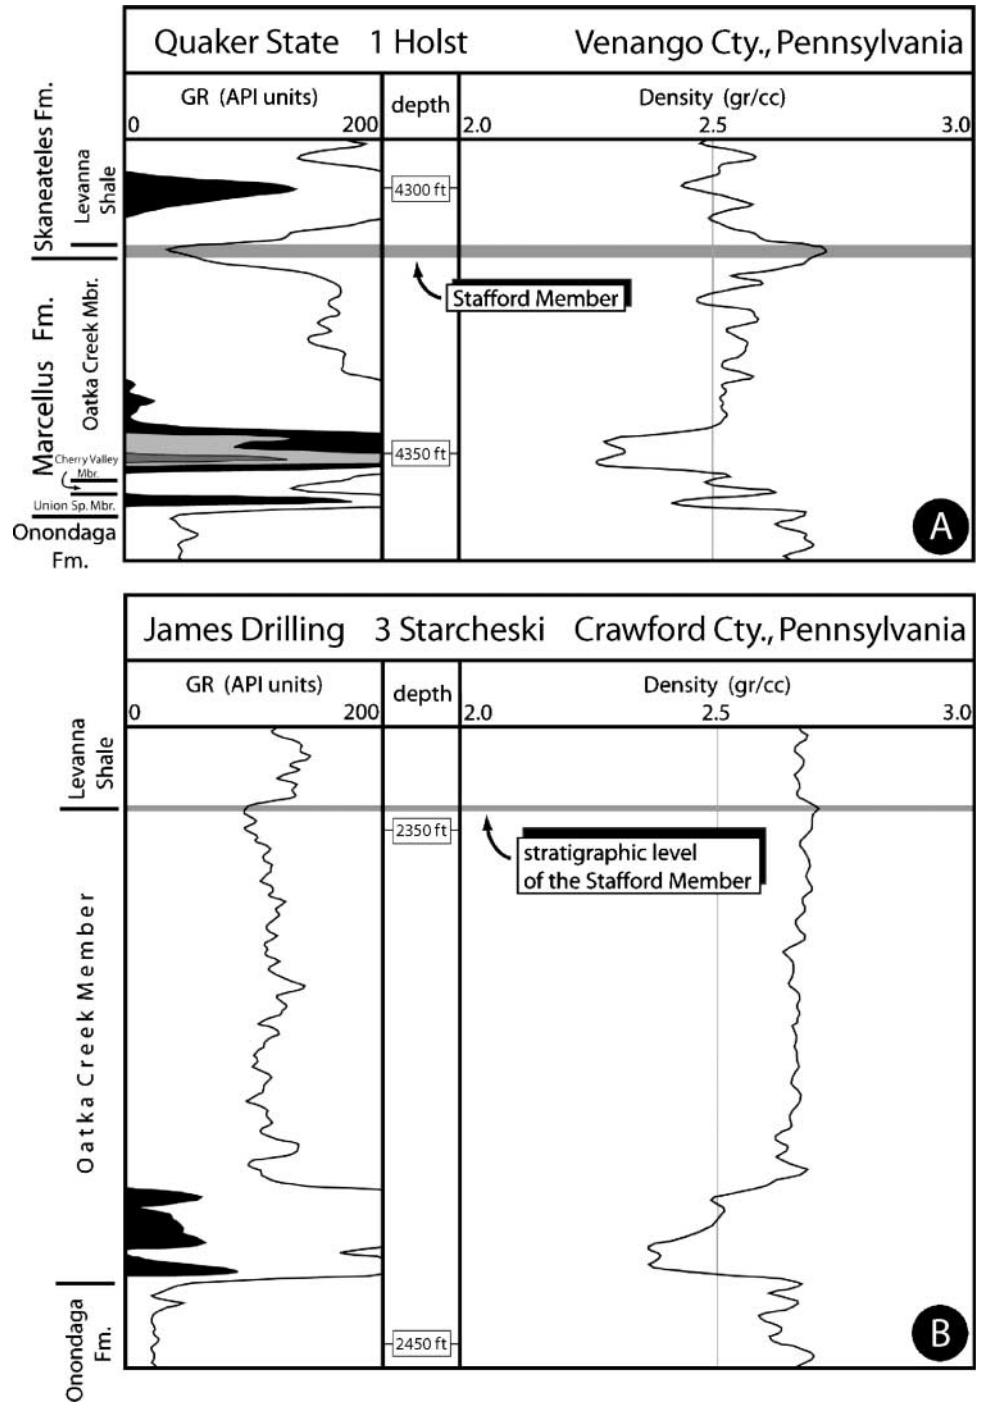 Quaker State 1 Holst Venango Cty., Pennsylvania
GR (API units) depth Density (gr/cc)
0 200 2.0 2.5 3.0
Skaneateles Fm.
Levanna
Shale
4300 ft
Stafford Member
Marcellus Fm.
Oatka Creek Mbr.
4350 ft
Cherry Valley
Mbr.
Union Sp. Mbr.
Onondaga
Fm.
A
James Drilling 3 Starcheski Crawford Cty., Pennsylvania
GR (API units) depth Density (gr/cc)
0 200 2.0 2.5 3.0
Levanna
Shale
2350 ft
stratigraphic level
of the Stafford Member
Oatka Creek Member
Onondaga
Fm.
2450 ft
B